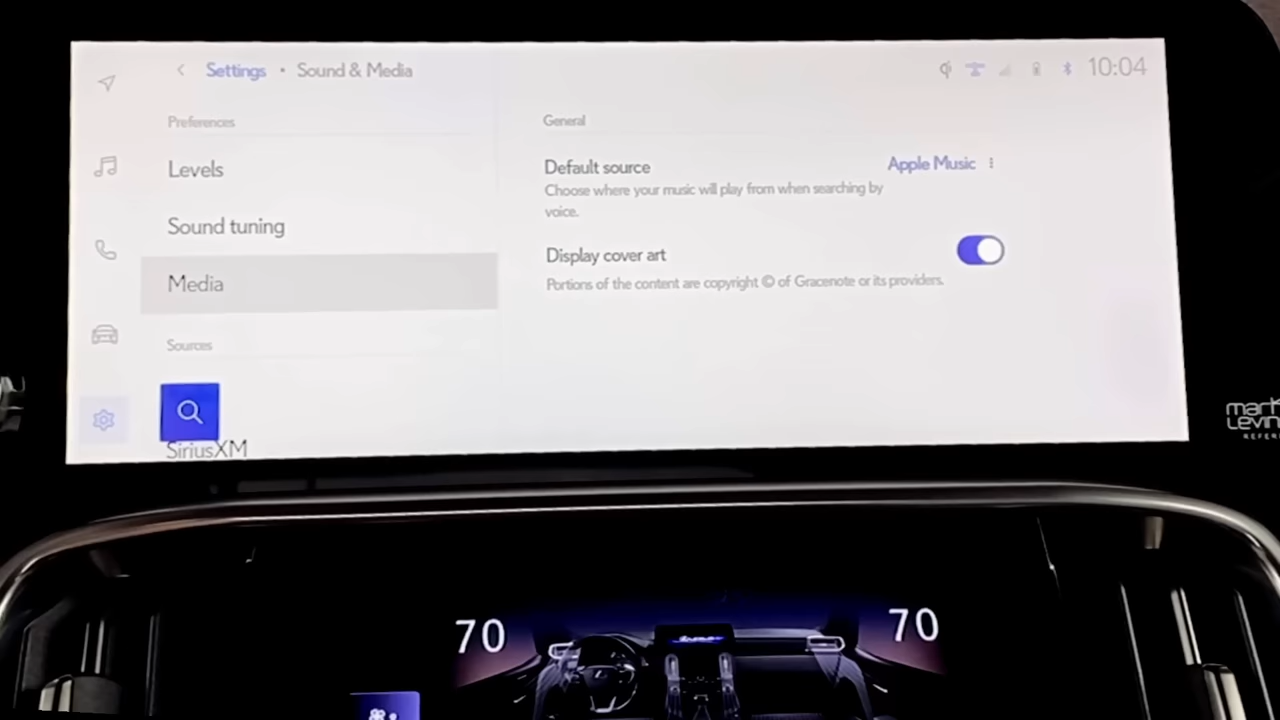 Settings • Sound & Media
10:04
Preferences
Levels
Sound tuning
Media
Sources
SiriusXM
General
Default source
Apple Music
Choose where your music will play from when searching by
voice.
Display cover art
Portions of the content are copyright © of Gracenote or its providers.
70
70